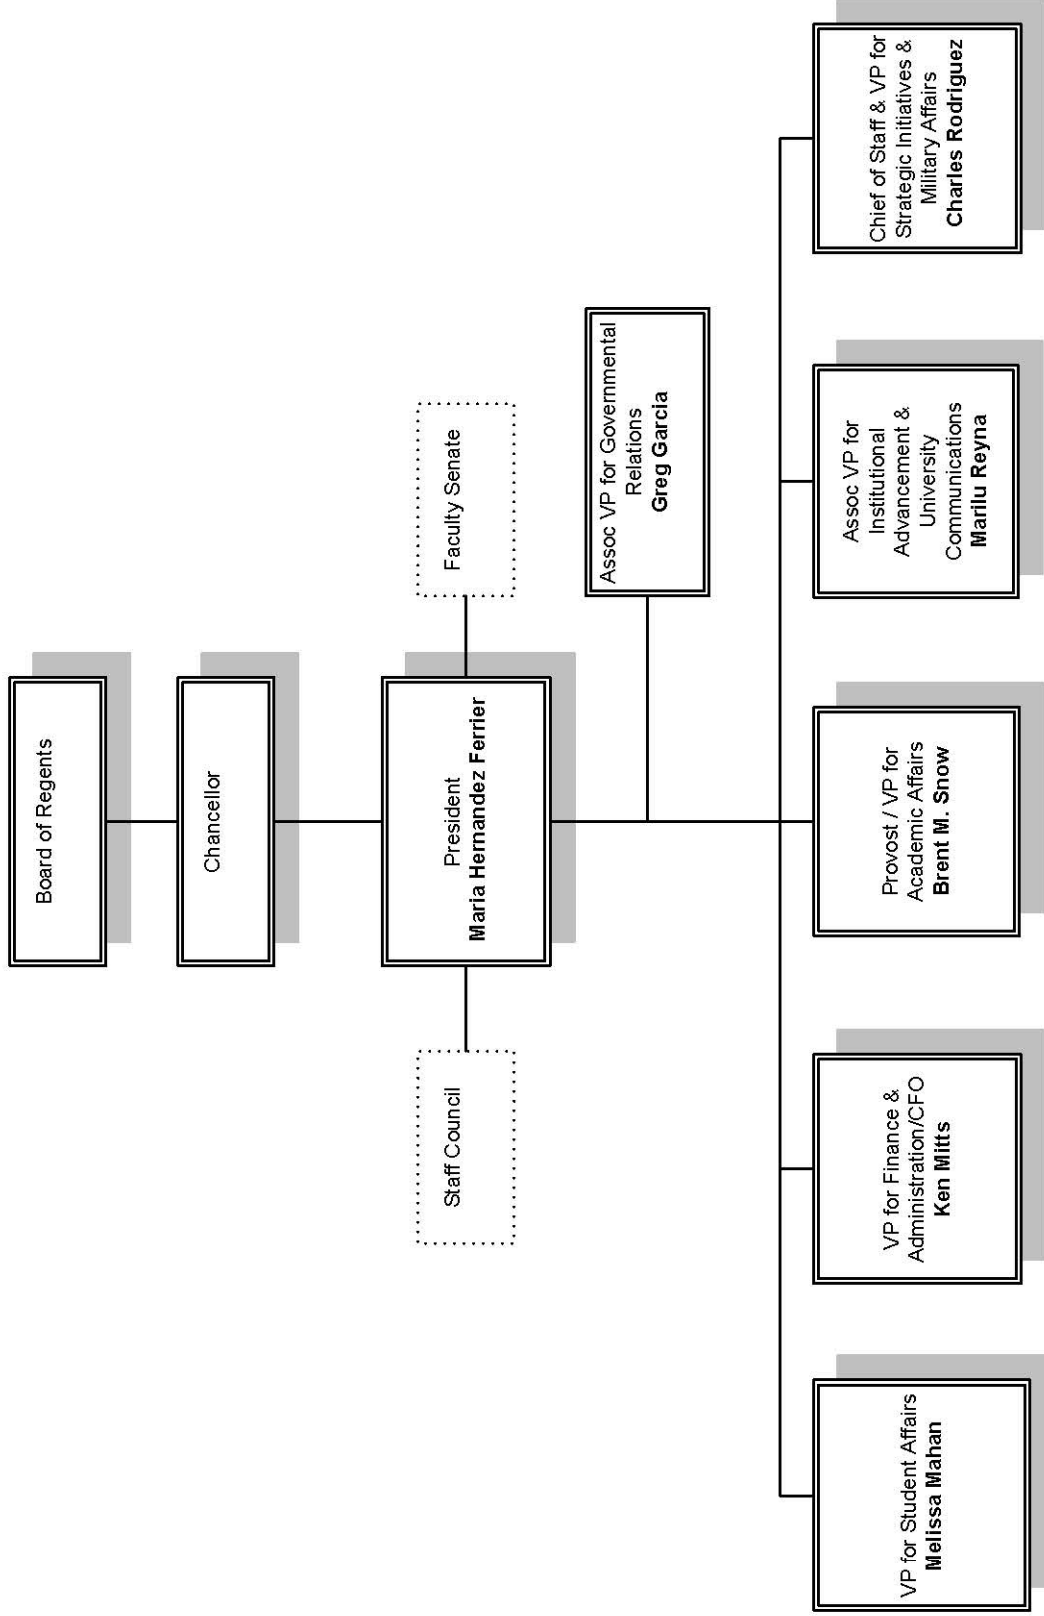 Board of Regents
Chancellor
Staff Council
President
Maria Hernandez Ferrier
Faculty Senate
Assoc VP for Governmental
Relations
Greg Garcia
VP for Student Affairs
Melissa Mahan
VP for Finance &
Administration/CFO
Ken Mitts
Provost / VP for
Academic Affairs
Brent M. Snow
Assoc VP for
Institutional
Advancement &
University
Communications
Marilu Reyna
Chief of Staff & VP for
Strategic Initiatives &
Military Affairs
Charles Rodriguez